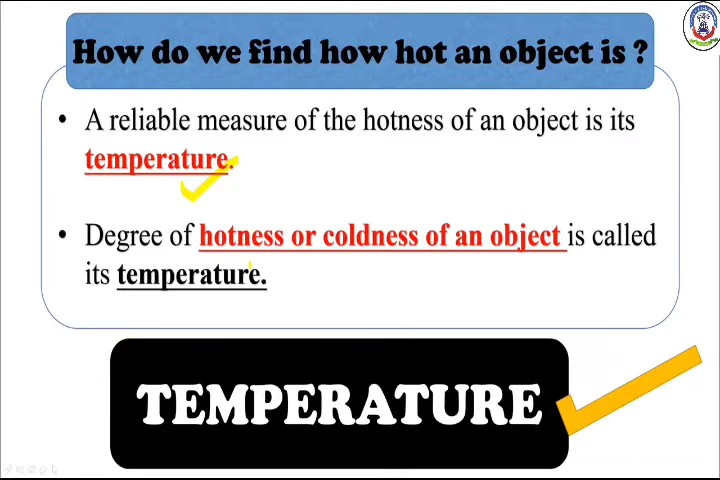 How do we find how hot an object is ?
• A reliable measure of the hotness of an object is its
temperature.
• Degree of hotness or coldness of an object is called
its temperature.
TEMPERATURE